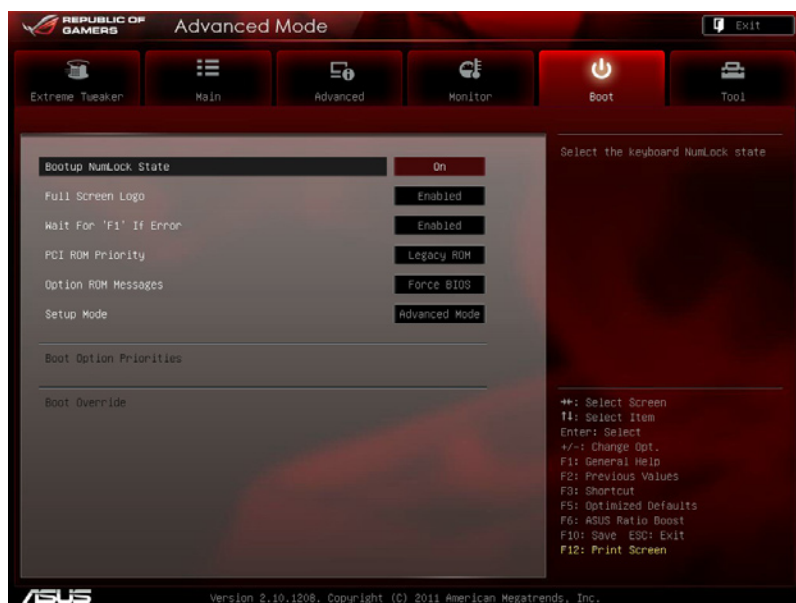 REPUBLIC OF
GAMERS
Advanced Mode
Exit
Extreme Tweaker
Main
Advanced
Monitor
Boot
Tool
Bootup NumLock State
On
Full Screen Logo
Enabled
Wait For 'F1' If Error
Enabled
PCI ROM Priority
Legacy ROM
Option ROM Messages
Force BIOS
Setup Mode
Advanced Mode
Boot Option Priorities
Boot Override
Select the keyboard NumLock state
→←: Select Screen
↑↓: Select Item
Enter: Select
+/-: Change Opt.
F1: General Help
F2: Previous Values
F3: Shortcut
F5: Optimized Defaults
F6: ASUS Ratio Boost
F10: Save ESC: Exit
F12: Print Screen
ASUS
Version 2.10.1208. Copyright (C) 2011 American Megatrends, Inc.